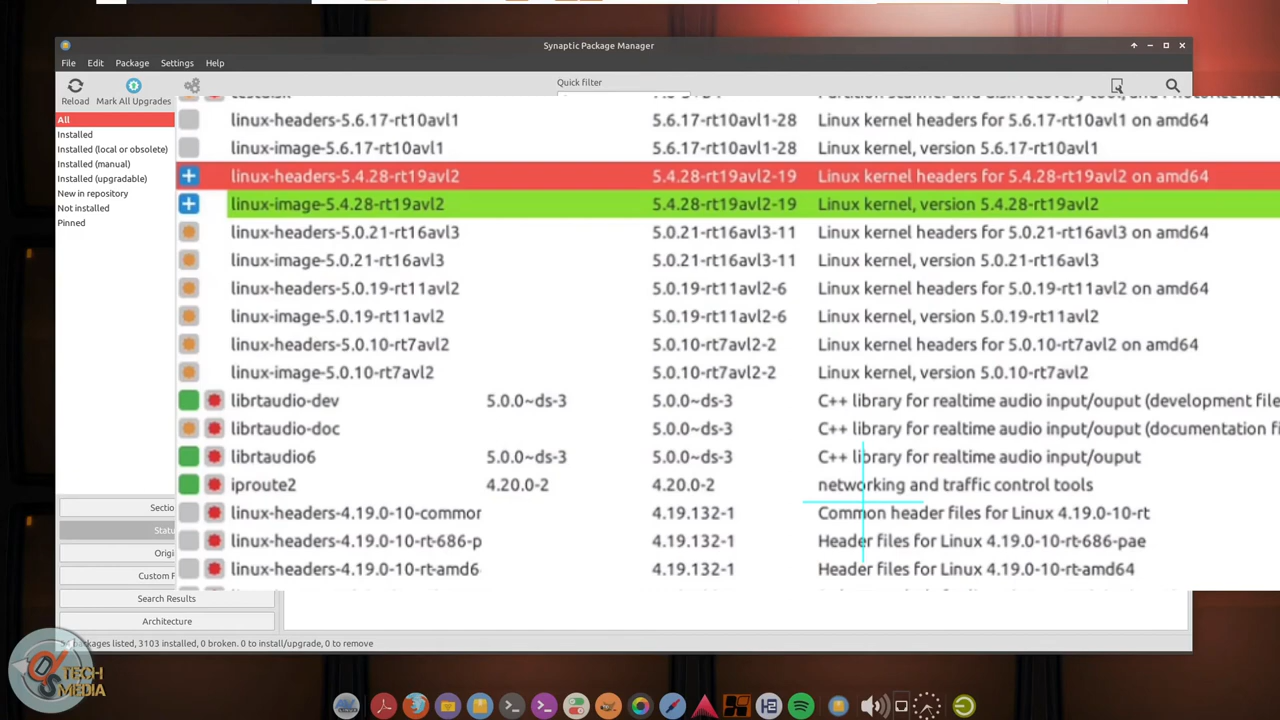 Synaptic Package Manager
File Edit Package Settings Help
Quick filter
Reload Mark All Upgrades
All
Installed
Installed (local or obsolete)
Installed (manual)
Installed (upgradable)
New in repository
Not installed
Pinned
linux-headers-5.6.17-rt10avl1 5.6.17-rt10avl1-28 Linux kernel headers for 5.6.17-rt10avl1 on amd64
linux-image-5.6.17-rt10avl1 5.6.17-rt10avl1-28 Linux kernel, version 5.6.17-rt10avl1
linux-headers-5.4.28-rt19avl2 5.4.28-rt19avl2-19 Linux kernel headers for 5.4.28-rt19avl2 on amd64
linux-image-5.4.28-rt19avl2 5.4.28-rt19avl2-19 Linux kernel, version 5.4.28-rt19avl2
linux-headers-5.0.21-rt16avl3 5.0.21-rt16avl3-11 Linux kernel headers for 5.0.21-rt16avl3 on amd64
linux-image-5.0.21-rt16avl3 5.0.21-rt16avl3-11 Linux kernel, version 5.0.21-rt16avl3
linux-headers-5.0.19-rt11avl2 5.0.19-rt11avl2-6 Linux kernel headers for 5.0.19-rt11avl2 on amd64
linux-image-5.0.19-rt11avl2 5.0.19-rt11avl2-6 Linux kernel, version 5.0.19-rt11avl2
linux-headers-5.0.10-rt7avl2 5.0.10-rt7avl2-2 Linux kernel headers for 5.0.10-rt7avl2 on amd64
linux-image-5.0.10-rt7avl2 5.0.10-rt7avl2-2 Linux kernel, version 5.0.10-rt7avl2
librtaudio-dev 5.0.0~ds-3 5.0.0~ds-3 C++ library for realtime audio input/ouput (development file
librtaudio-doc 5.0.0~ds-3 C++ library for realtime audio input/ouput (documentation f
librtaudio6 5.0.0~ds-3 5.0.0~ds-3 C++ library for realtime audio input/ouput
iproute2 4.20.0-2 4.20.0-2 networking and traffic control tools
linux-headers-4.19.0-10-common 4.19.132-1 Common header files for Linux 4.19.0-10-rt
linux-headers-4.19.0-10-rt-686-p 4.19.132-1 Header files for Linux 4.19.0-10-rt-686-pae
linux-headers-4.19.0-10-rt-amd6 4.19.132-1 Header files for Linux 4.19.0-10-rt-amd64
Sectio
Statu
Origi
Custom F
Search Results
Architecture
packages listed, 3103 installed, 0 broken. 0 to install/upgrade, 0 to remove
TECH
MEDIA